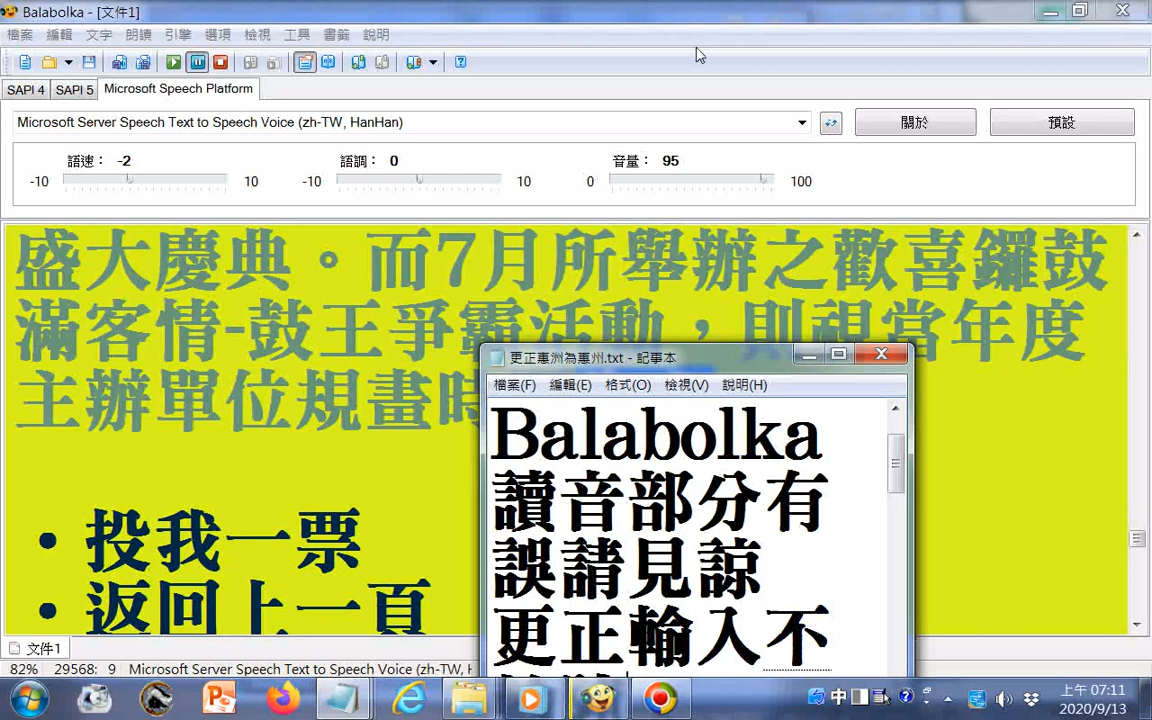 Balabolka - [文件1]
檔案 編輯 文字 朗讀 引擎 選項 檢視 工具 書籤 說明
SAPI 4 SAPI 5 Microsoft Speech Platform
Microsoft Server Speech Text to Speech Voice (zh-TW, HanHan)
關於 預設
語速： -2 語調： 0 音量： 95
-10 10 -10 10 0 100
盛大慶典。而7月所舉辦之歡喜鑼鼓
滿客情-鼓王爭霸活動，則視當年度
主辦單位規畫時
• 投我一票
• 返回上一頁
更正惠洲為惠州.txt - 記事本
檔案(F) 編輯(E) 格式(O) 檢視(V) 說明(H)
Balabolka
讀音部分有
誤請見諒
更正輸入不
文件1
82% 29568: 9 Microsoft Server Speech Text to Speech Voice (zh-TW, H
中
上午 07:11
2020/9/13